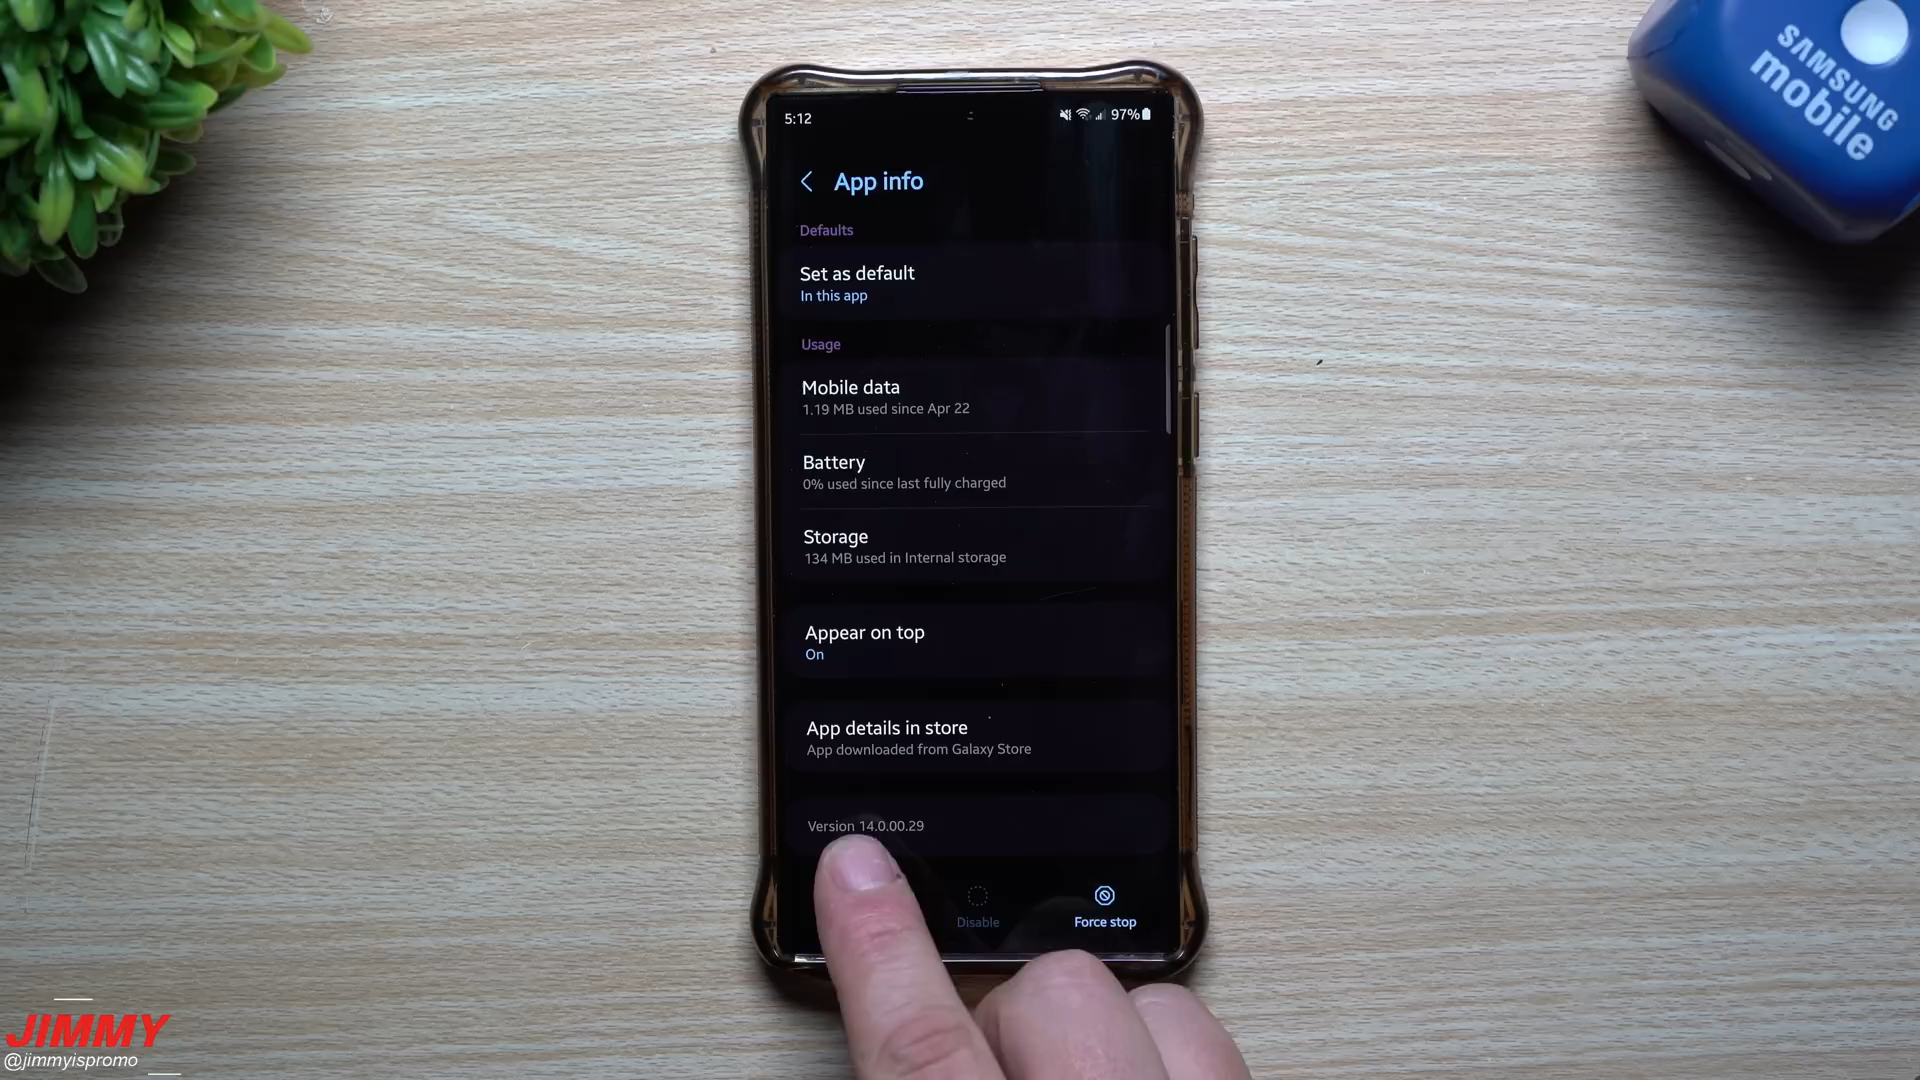 SAMSUNG
mobile
5:12
97%
App info
Defaults
Set as default
In this app
Usage
Mobile data
1.19 MB used since Apr 22
Battery
0% used since last fully charged
Storage
134 MB used in Internal storage
Appear on top
On
App details in store
App downloaded from Galaxy Store
Version 14.0.00.29
Disable
Force stop
JIMMY
@jimmyispromo